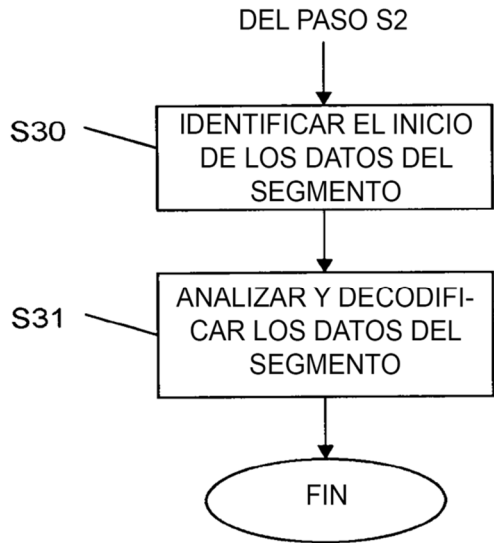 DEL PASO S2
S30
IDENTIFICAR EL INICIO
DE LOS DATOS DEL
SEGMENTO
S31
ANALIZAR Y DECODIFI-
CAR LOS DATOS DEL
SEGMENTO
FIN